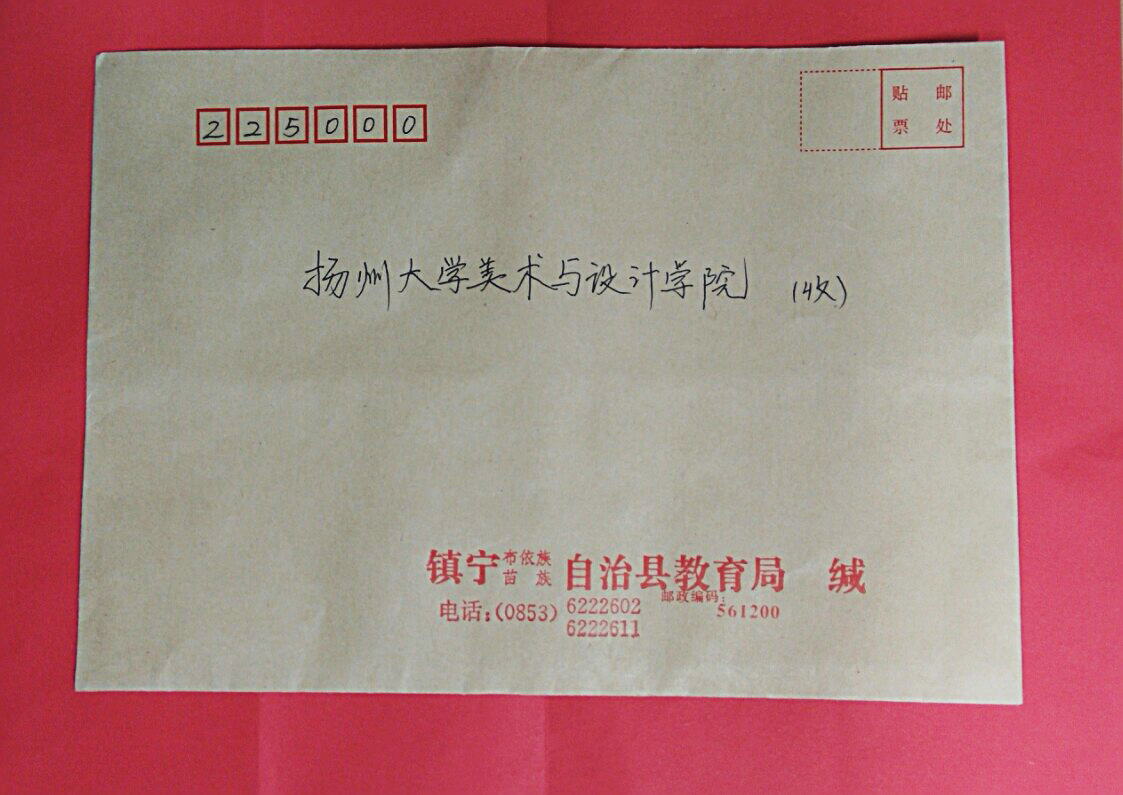 225000
贴 邮
票 处
扬州大学美术与设计学院 (收)
镇宁布依族苗族自治县教育局 缄
电话:(0853) 6222602 邮政编码:561200
6222611